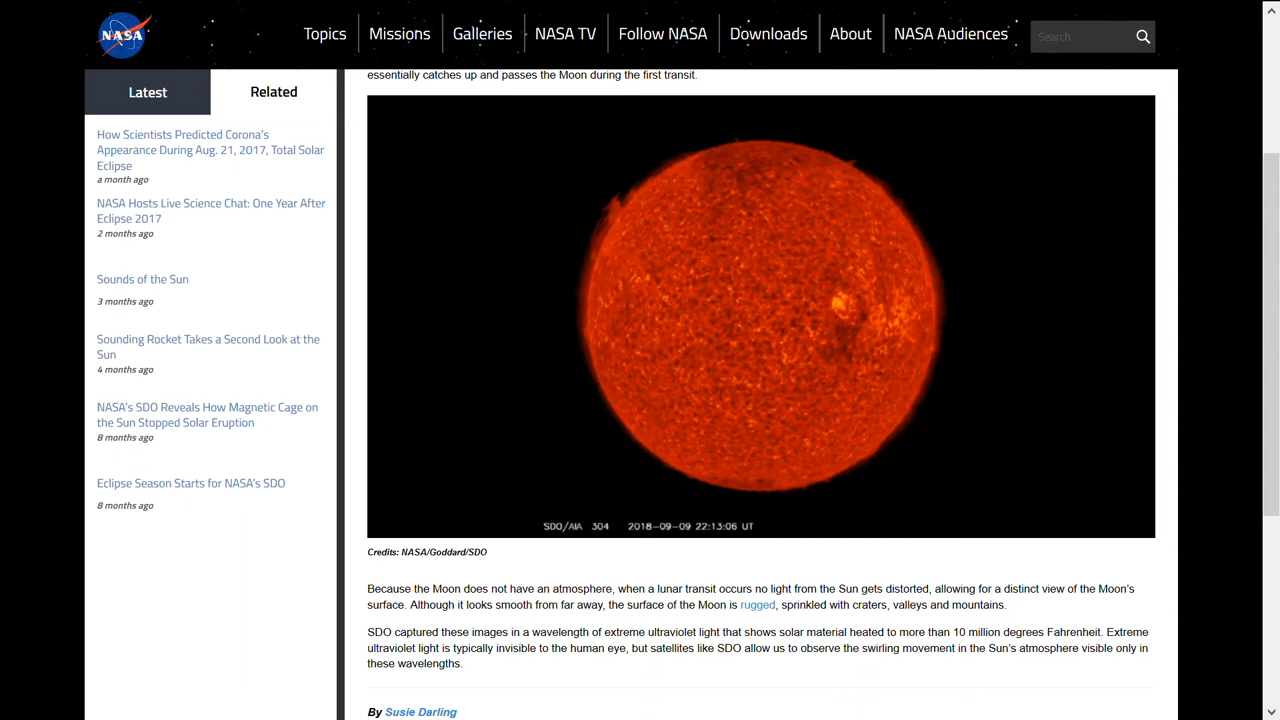 NASA
Topics
Missions
Galleries
NASA TV
Follow NASA
Downloads
About
NASA Audiences
Search
Latest
Related
How Scientists Predicted Corona's
Appearance During Aug. 21, 2017, Total Solar
Eclipse
a month ago
NASA Hosts Live Science Chat: One Year After
Eclipse 2017
2 months ago
Sounds of the Sun
3 months ago
Sounding Rocket Takes a Second Look at the
Sun
4 months ago
NASA's SDO Reveals How Magnetic Cage on
the Sun Stopped Solar Eruption
8 months ago
Eclipse Season Starts for NASA's SDO
8 months ago
essentially catches up and passes the Moon during the first transit.
SDO/AIA 304 2018-09-09 22:13:06 UT
Credits: NASA/Goddard/SDO
Because the Moon does not have an atmosphere, when a lunar transit occurs no light from the Sun gets distorted, allowing for a distinct view of the Moon's
surface. Although it looks smooth from far away, the surface of the Moon is rugged, sprinkled with craters, valleys and mountains.
SDO captured these images in a wavelength of extreme ultraviolet light that shows solar material heated to more than 10 million degrees Fahrenheit. Extreme
ultraviolet light is typically invisible to the human eye, but satellites like SDO allow us to observe the swirling movement in the Sun's atmosphere visible only in
these wavelengths.
By Susie Darling